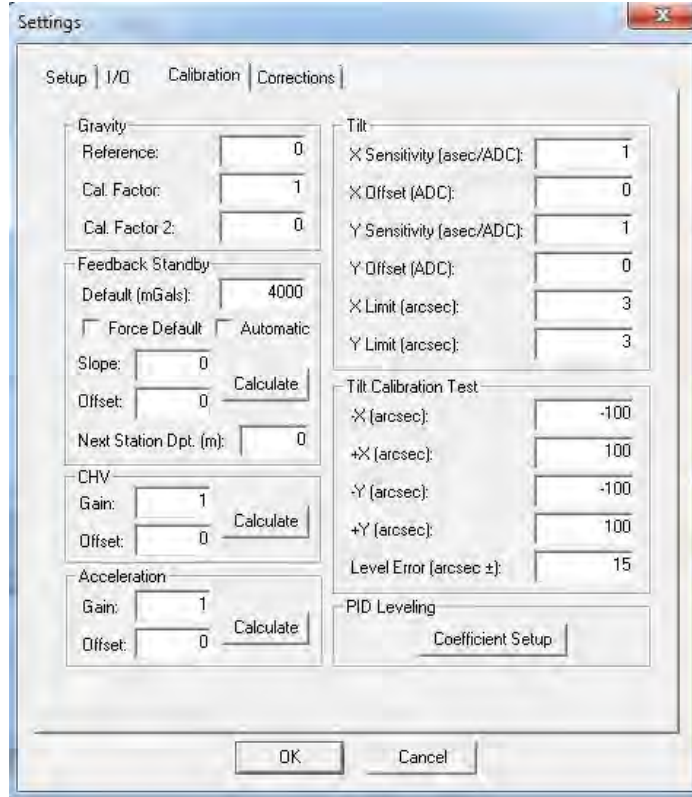 Settings
x
Setup I/O Calibration Corrections
Gravity
Reference: 0
Cal. Factor: 1
Cal. Factor 2: 0
Feedback Standby
Default (mGals): 4000
Force Default Automatic
Slope: 0
Offset: 0
Calculate
Next Station Dpt. (m): 0
CHV
Gain: 1
Offset: 0
Calculate
Acceleration
Gain: 1
Offset: 0
Calculate
Tilt
X Sensitivity (asec/ADC): 1
X Offset (ADC): 0
Y Sensitivity (asec/ADC): 1
Y Offset (ADC): 0
X Limit (arcsec): 3
Y Limit (arcsec): 3
Tilt Calibration Test
-X (arcsec): -100
+X (arcsec): 100
-Y (arcsec): -100
+Y (arcsec): 100
Level Error (arcsec ±): 15
PID Leveling
Coefficient Setup
OK Cancel